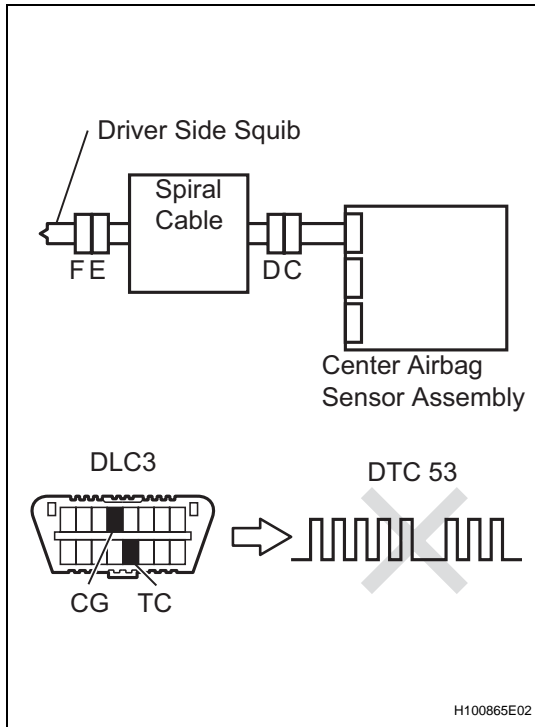 Driver Side Squib
Spiral
Cable
F E
D C
Center Airbag
Sensor Assembly
DLC3
DTC 53
CG TC
H100865E02